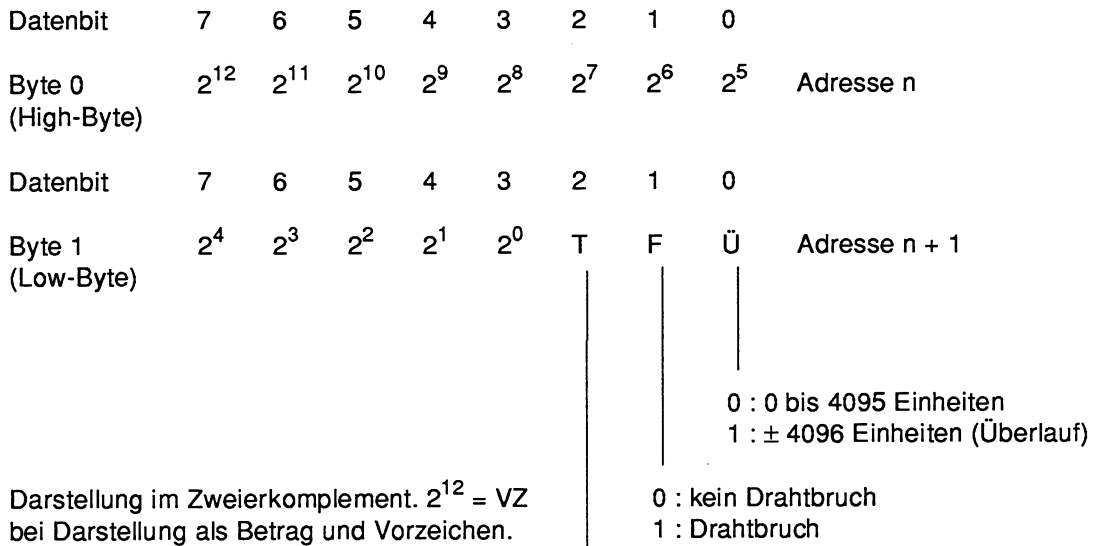 Datenbit 7 6 5 4 3 2 1 0
Byte 0 2^12 2^11 2^10 2^9 2^8 2^7 2^6 2^5 Adresse n
(High-Byte)
Datenbit 7 6 5 4 3 2 1 0
Byte 1 2^4 2^3 2^2 2^1 2^0 T F Ü Adresse n + 1
(Low-Byte)
0 : 0 bis 4095 Einheiten
1 : ± 4096 Einheiten (Überlauf)
Darstellung im Zweierkomplement. 2^12 = VZ
bei Darstellung als Betrag und Vorzeichen.
0 : kein Drahtbruch
1 : Drahtbruch